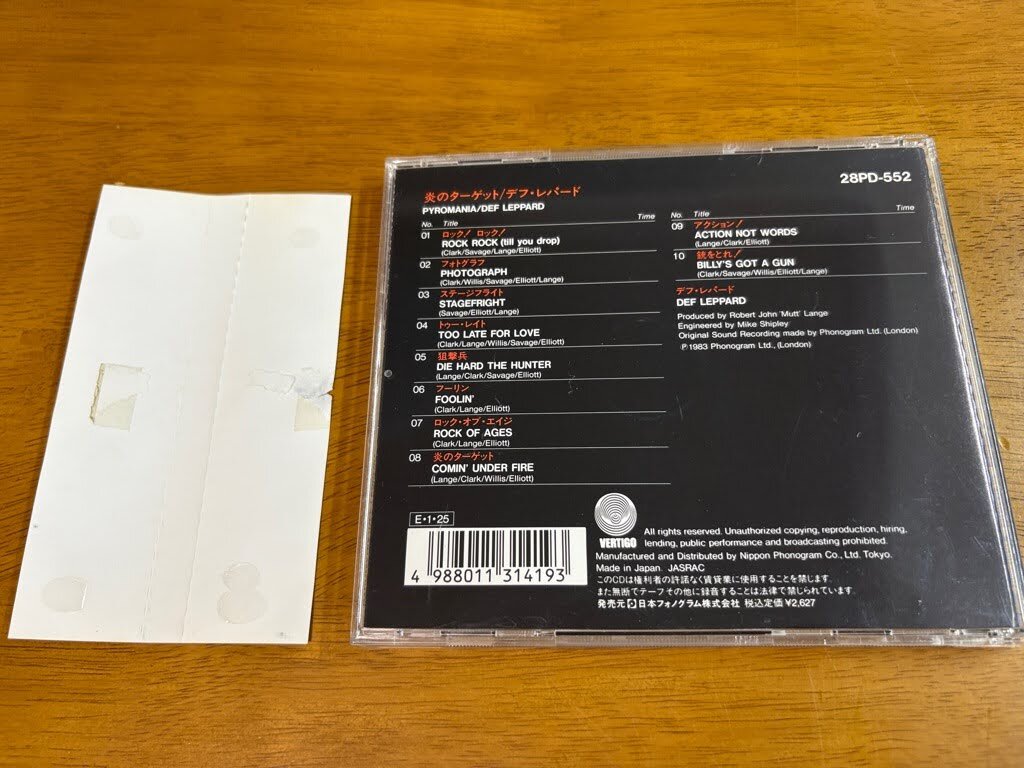 28PD-552
炎のターゲット/デフ・レパード
PYROMANIA/DEF LEPPARD
No. Title Time
01 ロック! ロック!
ROCK ROCK (till you drop)
(Clark/Savage/Lange/Elliott)
02 フォトグラフ
PHOTOGRAPH
(Clark/Willis/Savage/Elliott/Lange)
03 ステージフライト
STAGEFRIGHT
(Savage/Elliott/Lange)
04 トゥー・レイト
TOO LATE FOR LOVE
(Clark/Lange/Willis/Savage/Elliott)
05 狙撃兵
DIE HARD THE HUNTER
(Lange/Clark/Savage/Elliott)
06 フーリン
FOOLIN'
(Clark/Lange/Elliott)
07 ロック・オブ・エイジ
ROCK OF AGES
(Clark/Lange/Elliott)
08 炎のターゲット
COMIN' UNDER FIRE
(Lange/Clark/Willis/Elliott)
No. Title Time
09 アクション!
ACTION NOT WORDS
(Lange/Clark/Elliott)
10 銃をとれ!
BILLY'S GOT A GUN
(Clark/Savage/Willis/Elliott/Lange)
デフ・レパード
DEF LEPPARD
Produced by Robert John 'Mutt' Lange
Engineered by Mike Shipley
Original Sound Recording made by Phonogram Ltd. (London)
℗1983 Phonogram Ltd., (London)
E・1・25
4 988011 314193
VERTIGO
All rights reserved. Unauthorized copying, reproduction, hiring,
lending, public performance and broadcasting prohibited.
Manufactured and Distributed by Nippon Phonogram Co., Ltd. Tokyo.
Made in Japan. JASRAC
このCDは権利者の許諾なく賃貸業に使用することを禁じます.
また無断でテープその他に録音することは法律で禁じられています.
発売元 日本フォノグラム株式会社 税込定価¥2,627